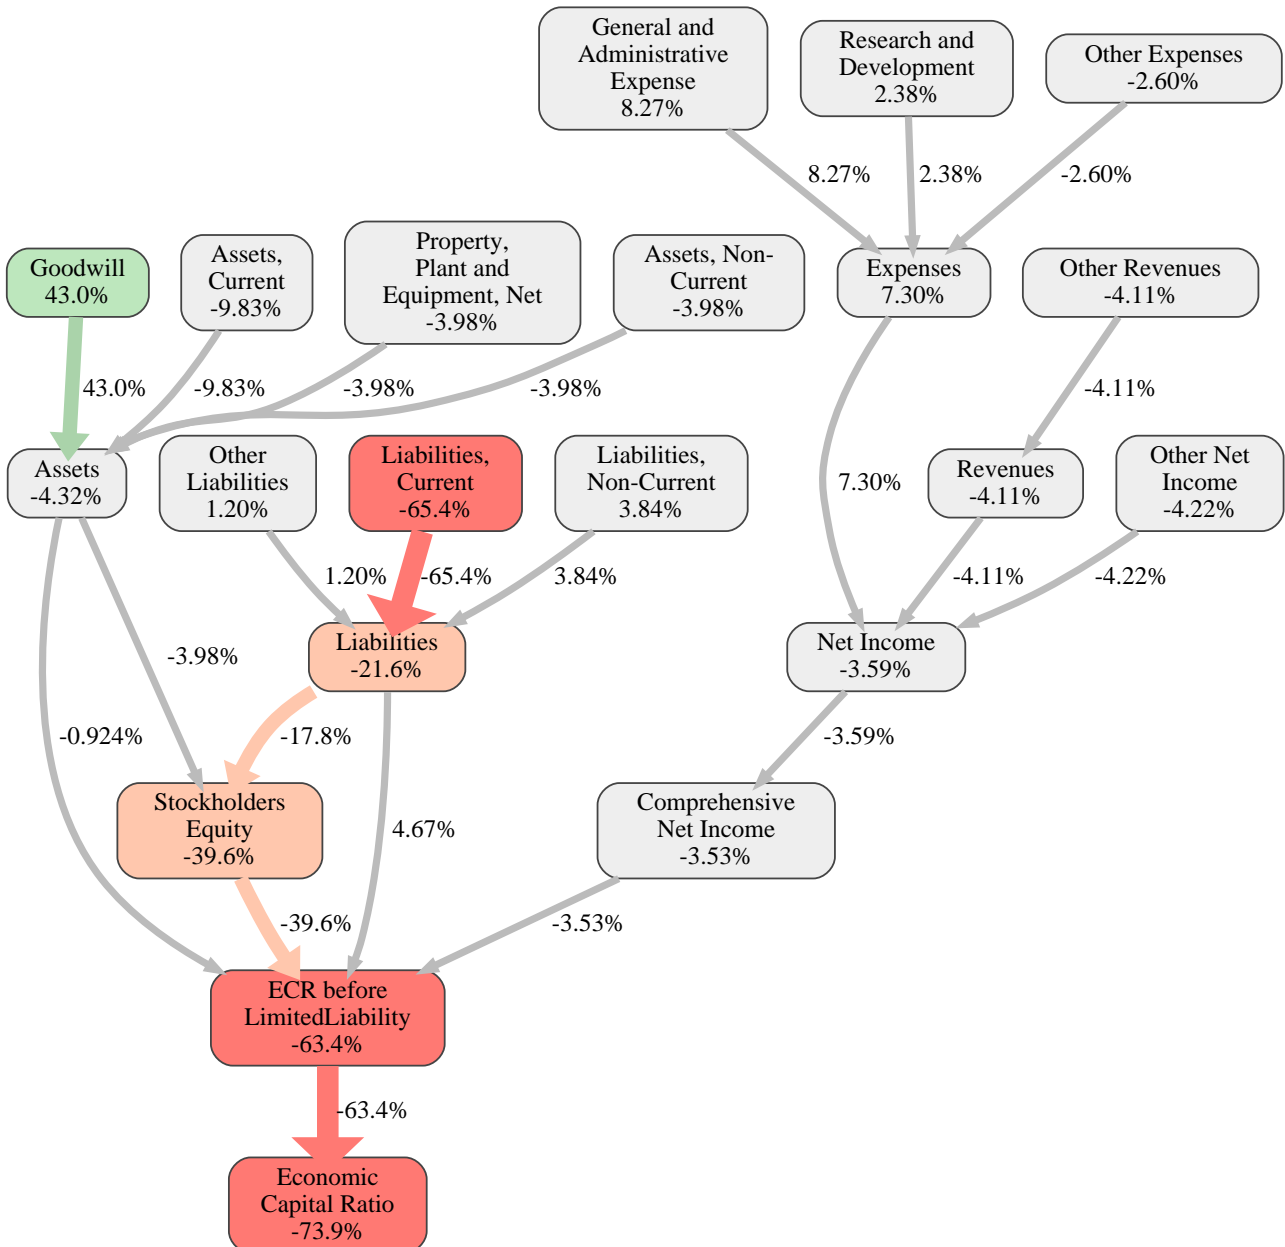 General and
Administrative
Expense
8.27%
Research and
Development
2.38%
Other Expenses
-2.60%
8.27%
2.38%
-2.60%
Goodwill
43.0%
Assets,
Current
-9.83%
Property,
Plant and
Equipment, Net
-3.98%
Assets, Non-
Current
-3.98%
Expenses
7.30%
Other Revenues
-4.11%
43.0%
-9.83%
-3.98%
-3.98%
-4.11%
Assets
-4.32%
Other
Liabilities
1.20%
Liabilities,
Current
-65.4%
Liabilities,
Non-Current
3.84%
7.30%
Revenues
-4.11%
Other Net
Income
-4.22%
1.20%
-65.4%
3.84%
-4.11%
-4.22%
Liabilities
-21.6%
Net Income
-3.59%
-3.98%
-0.924%
-17.8%
-3.59%
Stockholders
Equity
-39.6%
4.67%
Comprehensive
Net Income
-3.53%
-39.6%
-3.53%
ECR before
LimitedLiability
-63.4%
-63.4%
Economic
Capital Ratio
-73.9%